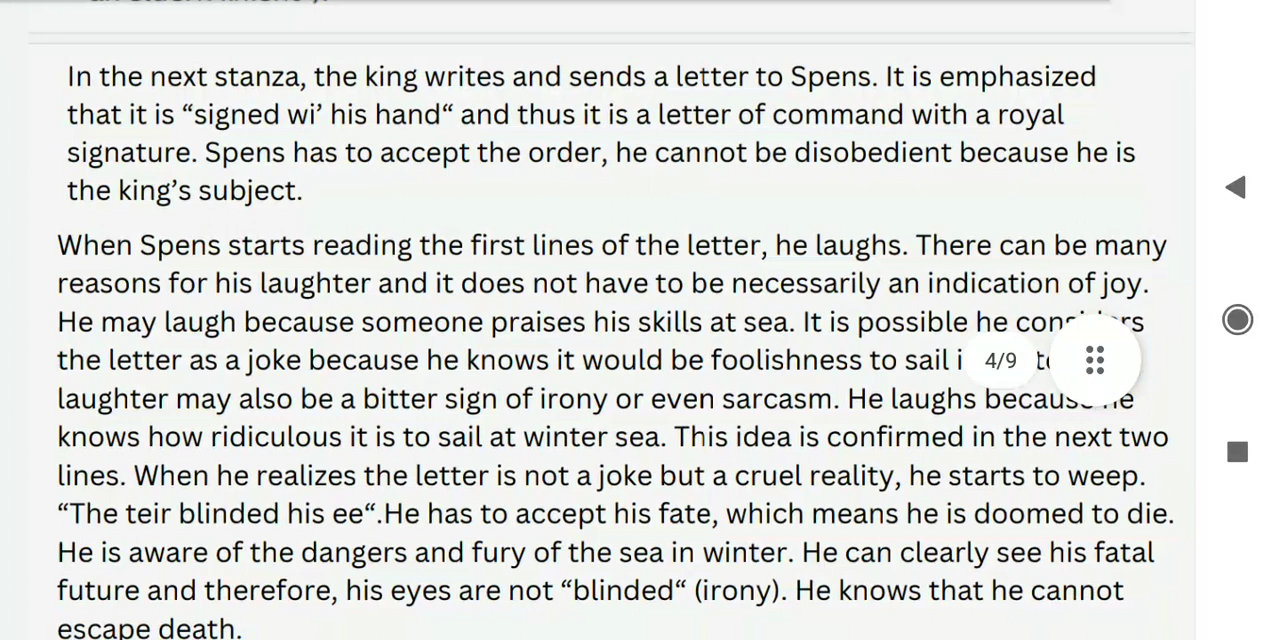 In the next stanza, the king writes and sends a letter to Spens. It is emphasized
that it is “signed wi’ his hand“ and thus it is a letter of command with a royal
signature. Spens has to accept the order, he cannot be disobedient because he is
the king’s subject.
When Spens starts reading the first lines of the letter, he laughs. There can be many
reasons for his laughter and it does not have to be necessarily an indication of joy.
He may laugh because someone praises his skills at sea. It is possible he considers
the letter as a joke because he knows it would be foolishness to sail
4/9
laughter may also be a bitter sign of irony or even sarcasm. He laughs because he
knows how ridiculous it is to sail at winter sea. This idea is confirmed in the next two
lines. When he realizes the letter is not a joke but a cruel reality, he starts to weep.
“The teir blinded his ee“.He has to accept his fate, which means he is doomed to die.
He is aware of the dangers and fury of the sea in winter. He can clearly see his fatal
future and therefore, his eyes are not “blinded“ (irony). He knows that he cannot
escape death.